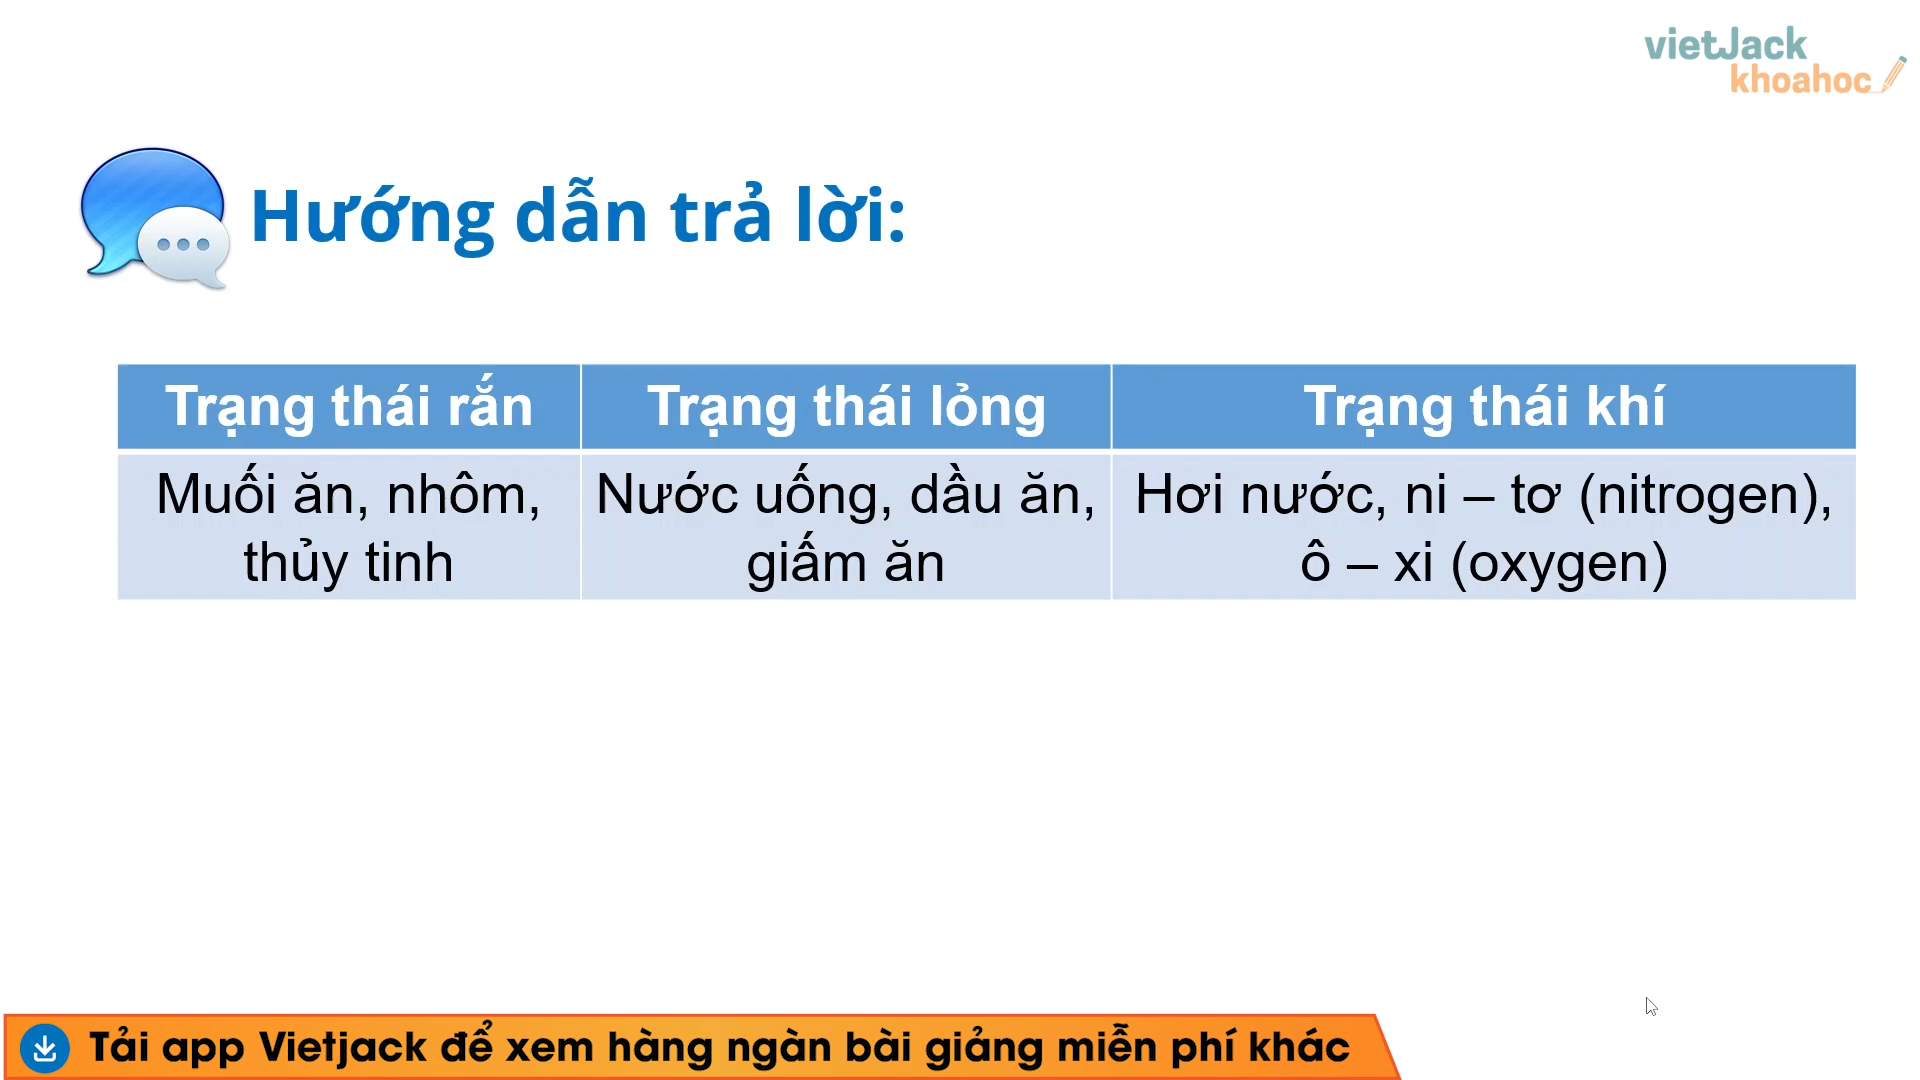 vietJack
khoahoc
Hướng dẫn trả lời:
Trạng thái rắn
Trạng thái lỏng
Trạng thái khí
Muối ăn, nhôm,
thủy tinh
Nước uống, dầu ăn,
giấm ăn
Hơi nước, ni – tơ (nitrogen),
ô – xi (oxygen)
Tải app Vietjack để xem hàng ngàn bài giảng miễn phí khác